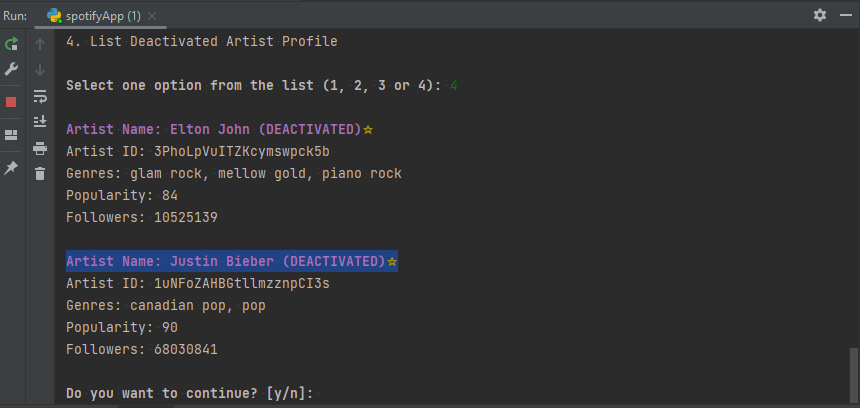 Run: spotifyApp (1)
4. List Deactivated Artist Profile
Select one option from the list (1, 2, 3 or 4): 4
Artist Name: Elton John (DEACTIVATED)☆
Artist ID: 3PhoLpVuITZKcymswpck5b
Genres: glam rock, mellow gold, piano rock
Popularity: 84
Followers: 10525139
Artist Name: Justin Bieber (DEACTIVATED)☆
Artist ID: 1uNFoZAHBGtllmzznpCI3s
Genres: canadian pop, pop
Popularity: 90
Followers: 68030841
Do you want to continue? [y/n]: